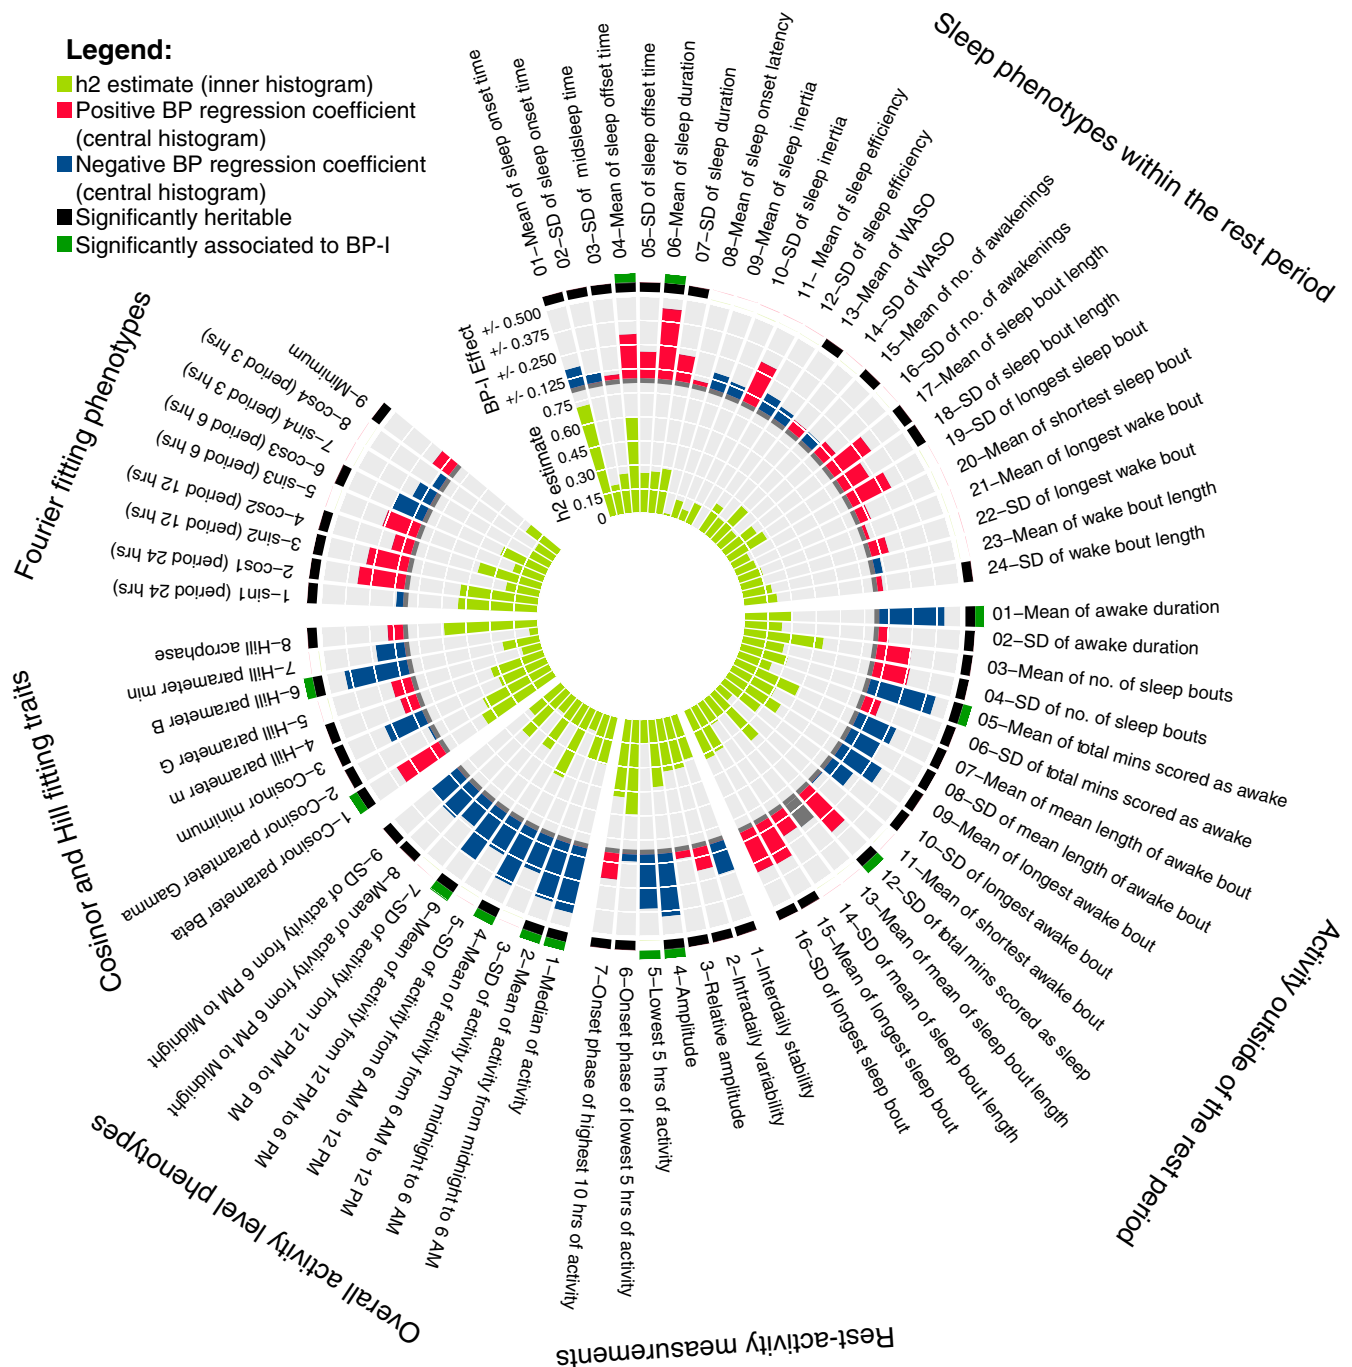 Legend:
h2 estimate (inner histogram)
Positive BP regression coefficient
(central histogram)
Negative BP regression coefficient
(central histogram)
Significantly heritable
Significantly associated to BP-I
Sleep phenotypes within the rest period
01–Mean of sleep onset time
02–SD of sleep onset time
03–SD of midsleep time
04–Mean of sleep offset time
05–SD of sleep offset time
06–Mean of sleep duration
07–SD of sleep duration
08–Mean of sleep onset latency
09–Mean of sleep inertia
10–SD of sleep inertia
11– Mean of sleep efficiency
12–SD of sleep efficiency
13–Mean of WASO
14–SD of WASO
15–Mean of no. of awakenings
16–SD of no. of awakenings
17–Mean of sleep bout length
18–SD of sleep bout length
19–SD of longest sleep bout
20–Mean of shortest sleep bout
21–Mean of longest wake bout
22–SD of longest wake bout
23–Mean of wake bout length
24–SD of wake bout length
Activity outside of the rest period
01–Mean of awake duration
02–SD of awake duration
03–Mean of no. of sleep bouts
04–SD of no. of sleep bouts
05–Mean of total mins scored as awake
06–SD of total mins scored as awake
07–Mean of mean length of awake bout
08–SD of mean length of awake bout
09–Mean of longest awake bout
10–SD of longest awake bout
11–Mean of shortest awake bout
12–SD of total mins scored as sleep
13–Mean of mean of sleep bout length
14–SD of mean of sleep bout length
15–Mean of longest sleep bout
16–SD of longest sleep bout
Rest-activity measurements
1–Interdaily stability
2–Intradaily variability
3–Relative amplitude
4–Amplitude
5–Lowest 5 hrs of activity
6–Onset phase of lowest 5 hrs of activity
7–Onset phase of highest 10 hrs of activity
Overall activity level phenotypes
1–Median of activity
2–Mean of activity from midnight to 6 AM
3–SD of activity from midnight to 6 AM
4–Mean of activity from 6 AM to 12 PM
5–SD of activity from 6 AM to 12 PM
6–Mean of activity from 12 PM to 6 PM
7–SD of activity from 12 PM to 6 PM
8–Mean of activity from 6 PM to Midnight
9–SD of activity from 6 PM to Midnight
Cosinor and Hill fitting traits
1–Cosinor parameter Beta
2–Cosinor parameter Gamma
3–Cosinor minimum
4–Hill parameter m
5–Hill parameter G
6–Hill parameter B
7–Hill parameter min
8–Hill acrophase
Fourier fitting phenotypes
1–sin1 (period 24 hrs)
2–cos1 (period 24 hrs)
3–sin2 (period 12 hrs)
4–cos2 (period 12 hrs)
5–sin3 (period 6 hrs)
6–cos3 (period 6 hrs)
7–sin4 (period 3 hrs)
8–cos4 (period 3 hrs)
9–Minimum
BP-I Effect
+/- 0.500
+/- 0.375
+/- 0.250
+/- 0.125
h2 estimate
0.75
0.60
0.45
0.30
0.15
0